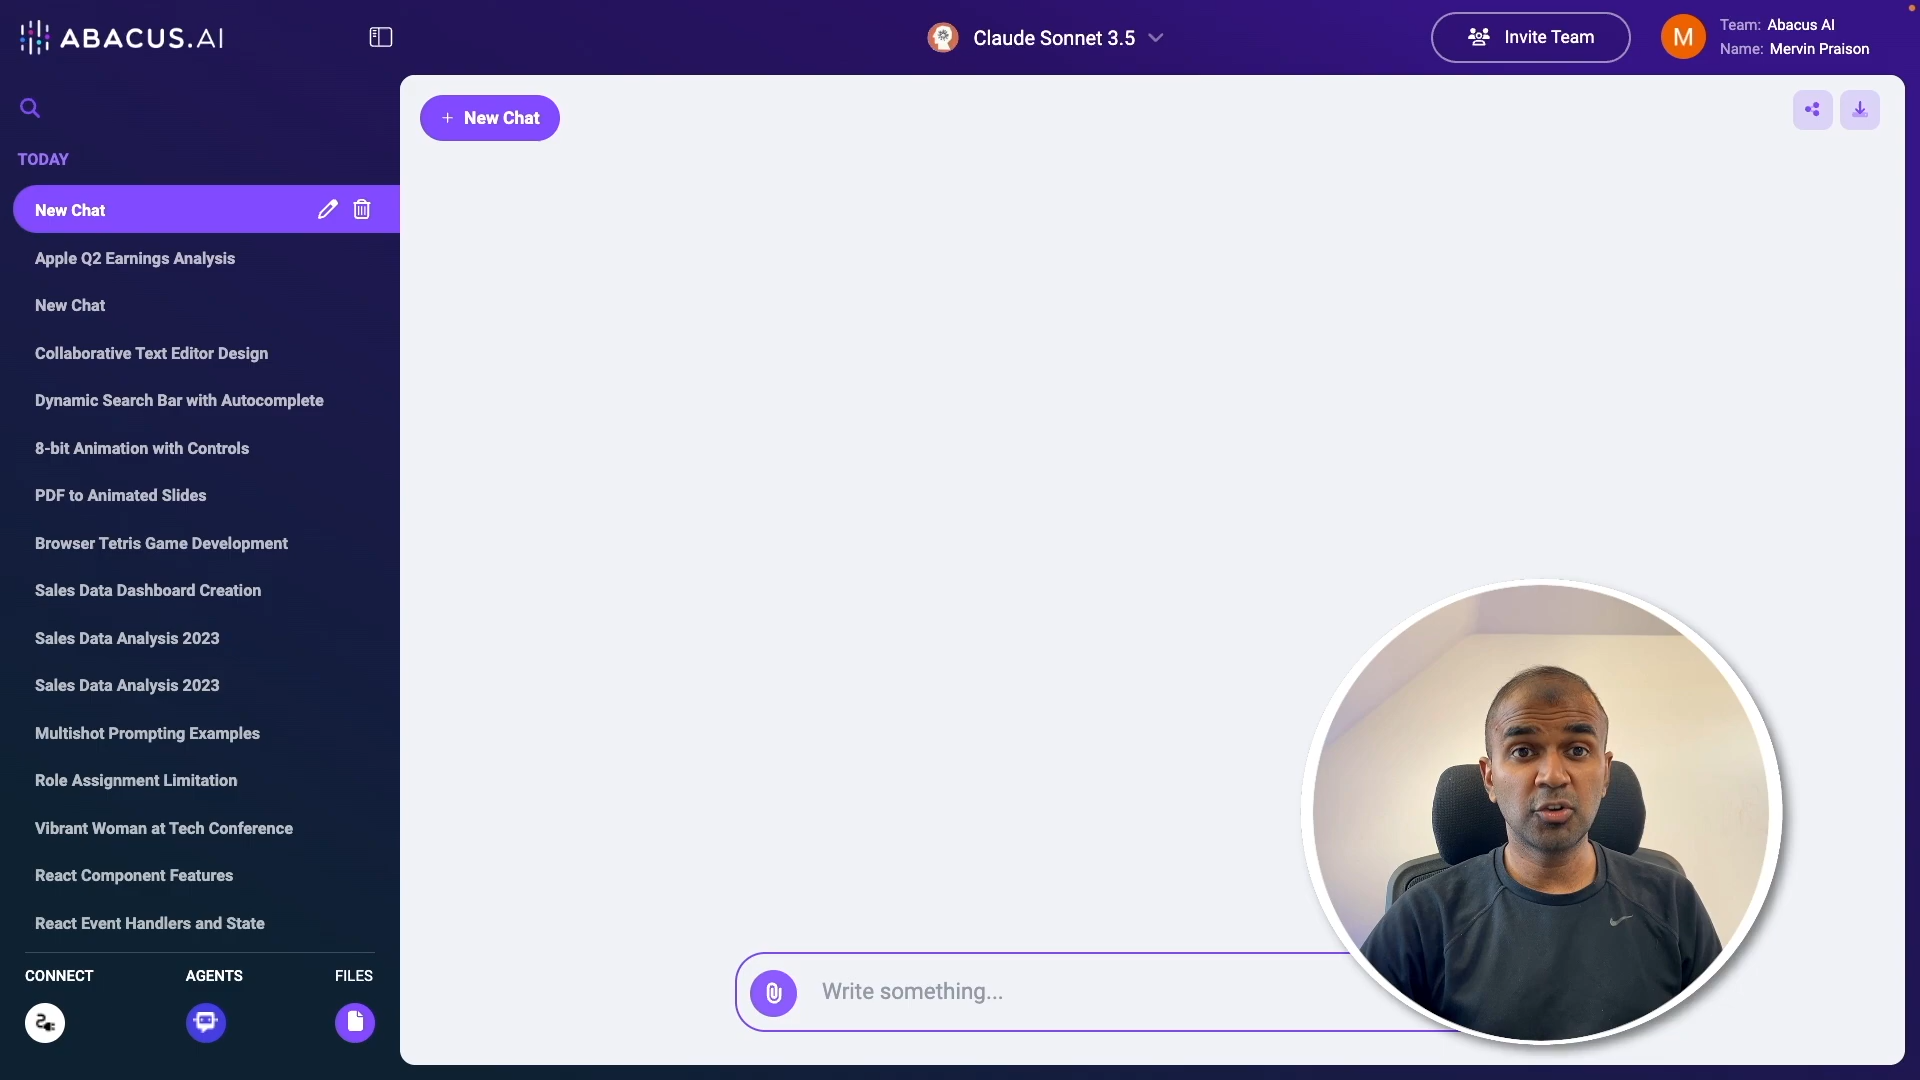 ABACUS.AI
Claude Sonnet 3.5
Invite Team
M
Team: Abacus AI
Name: Mervin Praison
+ New Chat
TODAY
New Chat
Apple Q2 Earnings Analysis
New Chat
Collaborative Text Editor Design
Dynamic Search Bar with Autocomplete
8-bit Animation with Controls
PDF to Animated Slides
Browser Tetris Game Development
Sales Data Dashboard Creation
Sales Data Analysis 2023
Sales Data Analysis 2023
Multishot Prompting Examples
Role Assignment Limitation
Vibrant Woman at Tech Conference
React Component Features
React Event Handlers and State
CONNECT
AGENTS
FILES
Write something...